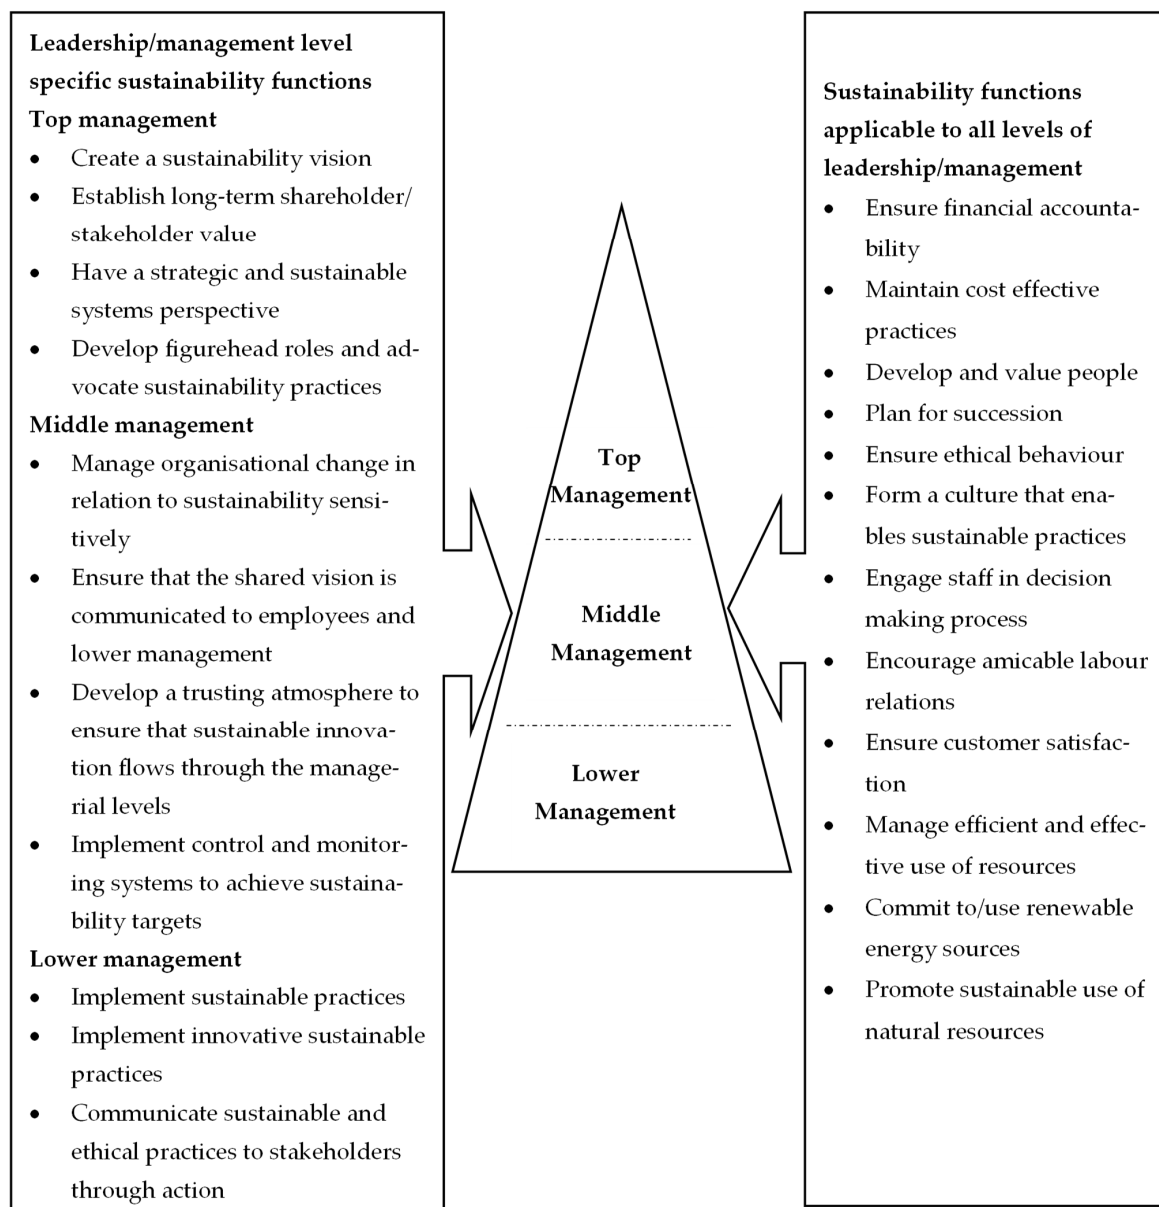 Leadership/management level
specific sustainability functions
Top management
• Create a sustainability vision
• Establish long-term shareholder/
stakeholder value
• Have a strategic and sustainable
systems perspective
• Develop figurehead roles and ad-
vocate sustainability practices
Middle management
• Manage organisational change in
relation to sustainability sensi-
tively
• Ensure that the shared vision is
communicated to employees and
lower management
• Develop a trusting atmosphere to
ensure that sustainable innova-
tion flows through the manage-
rial levels
• Implement control and monitor-
ing systems to achieve sustaina-
bility targets
Lower management
• Implement sustainable practices
• Implement innovative sustainable
practices
• Communicate sustainable and
ethical practices to stakeholders
through action
Top
Management
Middle
Management
Lower
Management
Sustainability functions
applicable to all levels of
leadership/management
• Ensure financial accounta-
bility
• Maintain cost effective
practices
• Develop and value people
• Plan for succession
• Ensure ethical behaviour
• Form a culture that ena-
bles sustainable practices
• Engage staff in decision
making process
• Encourage amicable labour
relations
• Ensure customer satisfac-
tion
• Manage efficient and effec-
tive use of resources
• Commit to/use renewable
energy sources
• Promote sustainable use of
natural resources